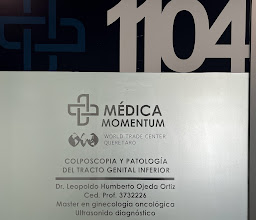 1104
MÉDICA
MOMENTUM
WORLD TRADE CENTER
QUERÉTARO
COLPOSCOPIA Y PATOLOGÍA
DEL TRACTO GENITAL INFERIOR
Dr. Leopoldo Humberto Ojeda Ortiz
Ced. Prof. 3732226
Master en ginecología oncológica
Ultrasonido diagnóstico